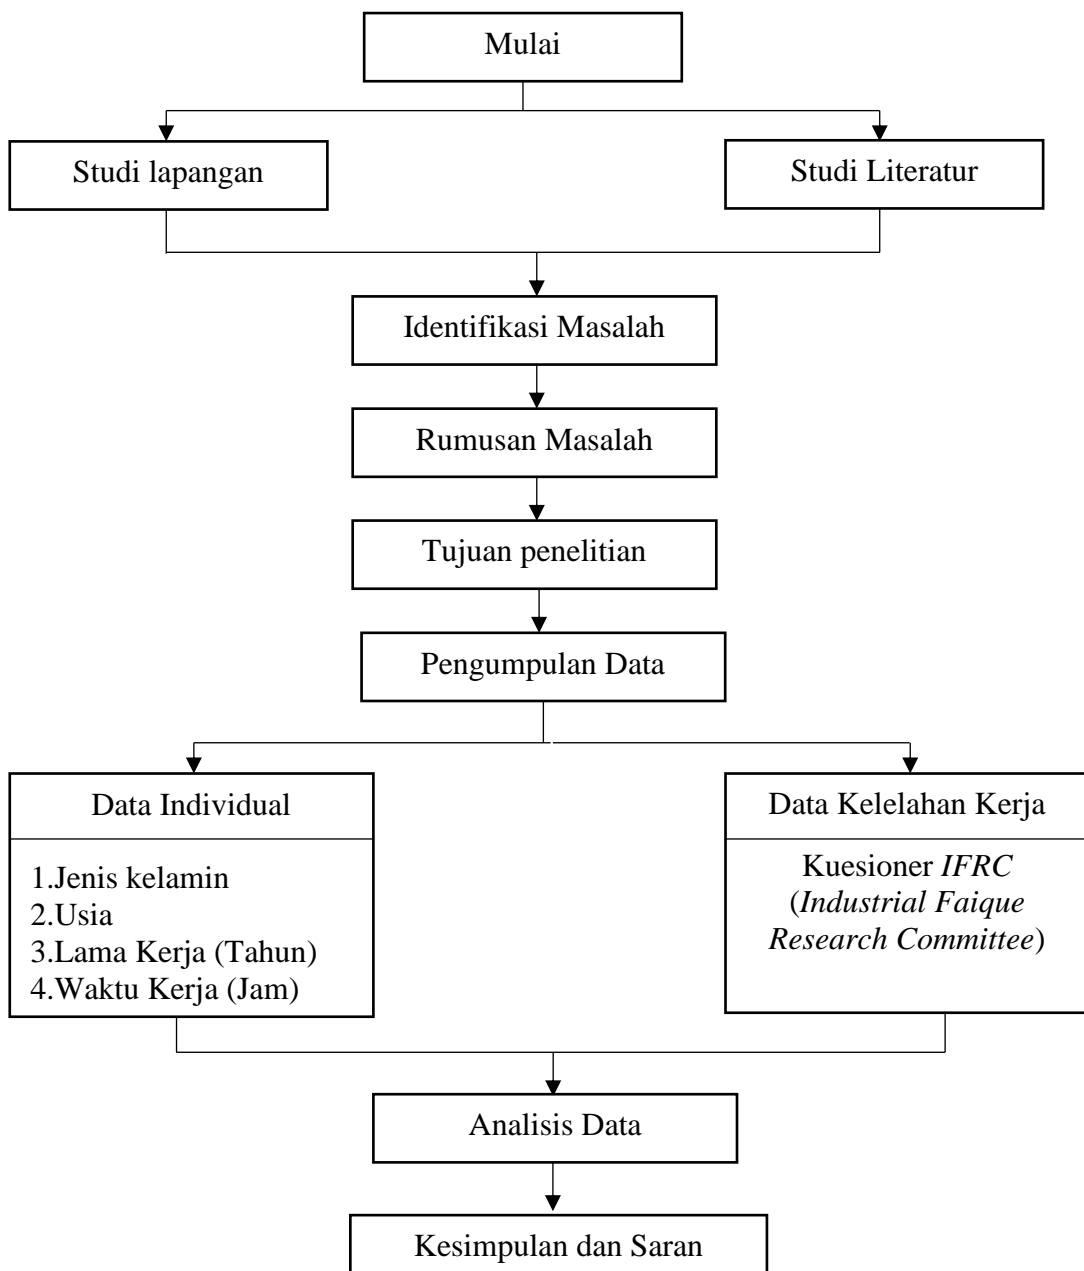 Mulai
Studi lapangan
Studi Literatur
Identifikasi Masalah
Rumusan Masalah
Tujuan penelitian
Pengumpulan Data
Data Individual
1.Jenis kelamin
2.Usia
3.Lama Kerja (Tahun)
4.Waktu Kerja (Jam)
Data Kelelahan Kerja
Kuesioner IFRC
(Industrial Faique
Research Committee)
Analisis Data
Kesimpulan dan Saran